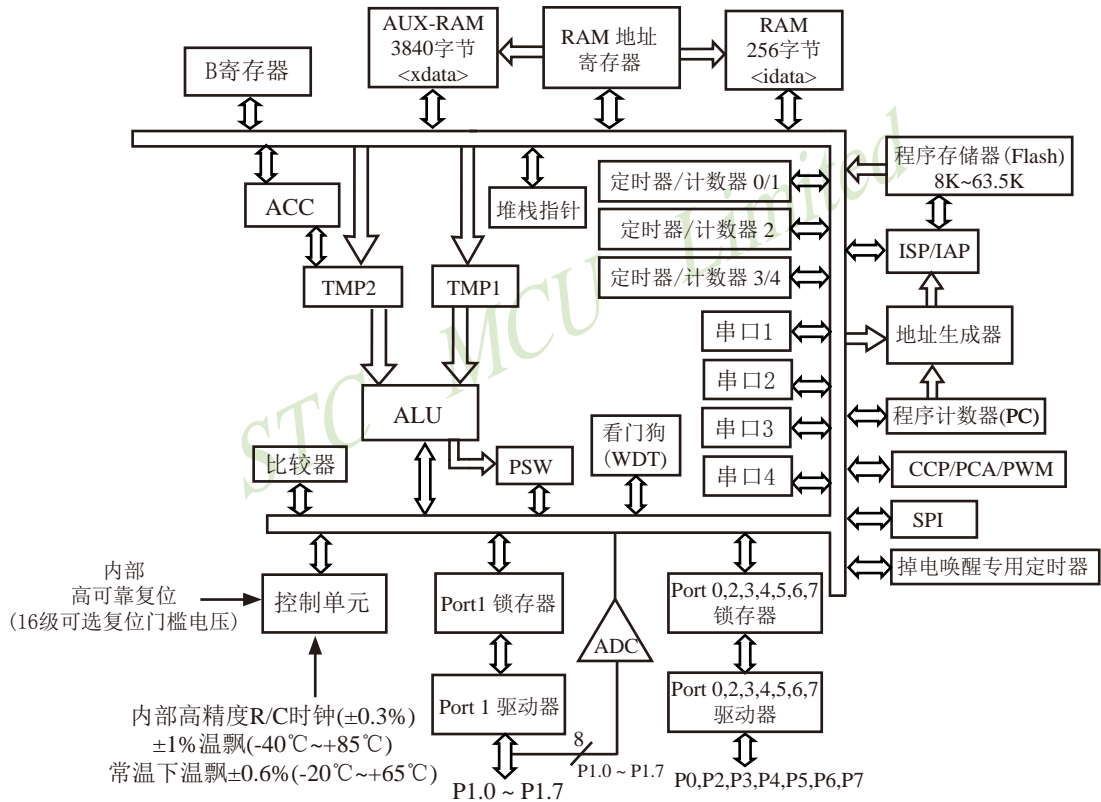 AUX-RAM
3840字节
<xdata>
RAM 地址
寄存器
RAM
256字节
<idata>
B寄存器
程序存储器(Flash)
8K~63.5K
定时器/计数器 0/1
ACC
堆栈指针
定时器/计数器 2
ISP/IAP
定时器/计数器 3/4
TMP2
TMP1
串口1
地址生成器
串口2
ALU
程序计数器(PC)
串口3
看门狗
(WDT)
比较器
PSW
CCP/PCA/PWM
串口4
SPI
掉电唤醒专用定时器
内部
高可靠复位
(16级可选复位门槛电压)
控制单元
Port1 锁存器
ADC
Port 0,2,3,4,5,6,7
锁存器
Port 1 驱动器
Port 0,2,3,4,5,6,7
驱动器
内部高精度R/C时钟(±0.3%)
±1%温飘(-40℃~+85℃)
常温下温飘±0.6%(-20℃~+65℃)
8
P1.0 ~ P1.7
P1.0 ~ P1.7
P0,P2,P3,P4,P5,P6,P7
STC MCU Limited